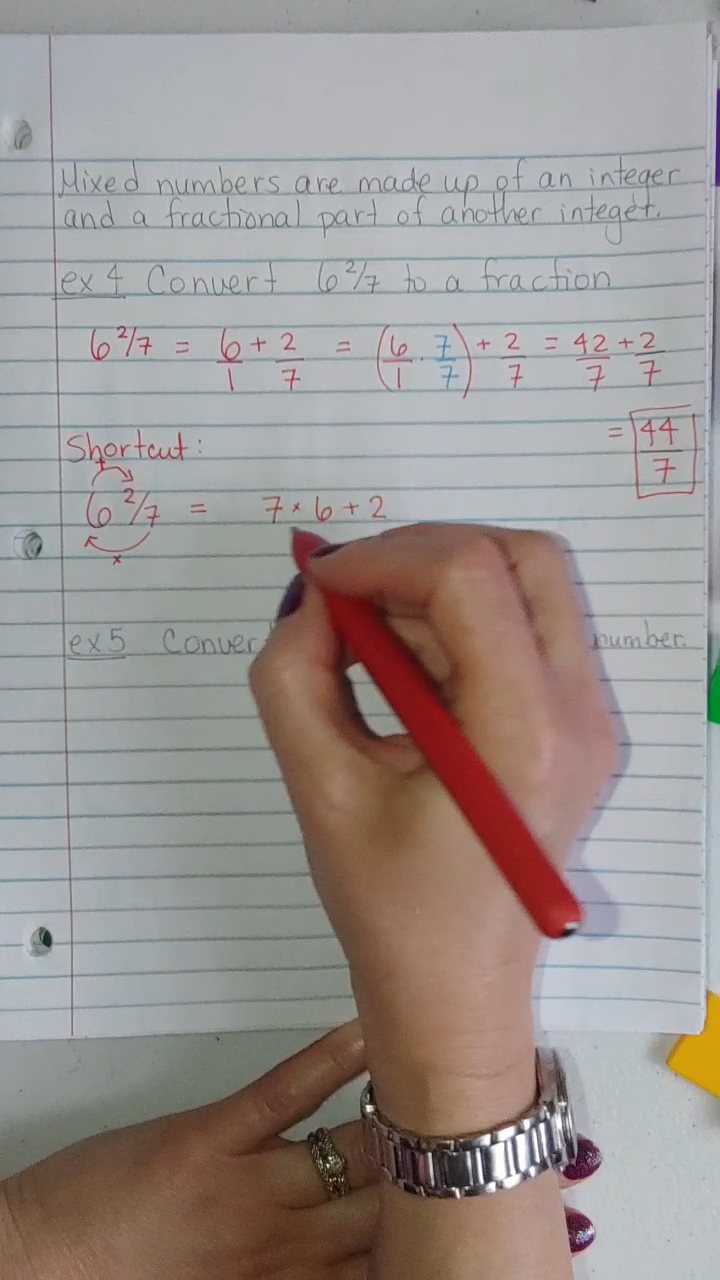 Mixed numbers are made up of an integer
and a fractional part of another integer.
ex 4 Convert 6 2/7 to a fraction
6 2/7 = 6/1 + 2/7 = (6/1 · 7/7) + 2/7 = 42/7 + 2/7
= 44/7
Shortcut:
+
6 2/7 = 7 × 6 + 2
×
ex 5 Conver number.